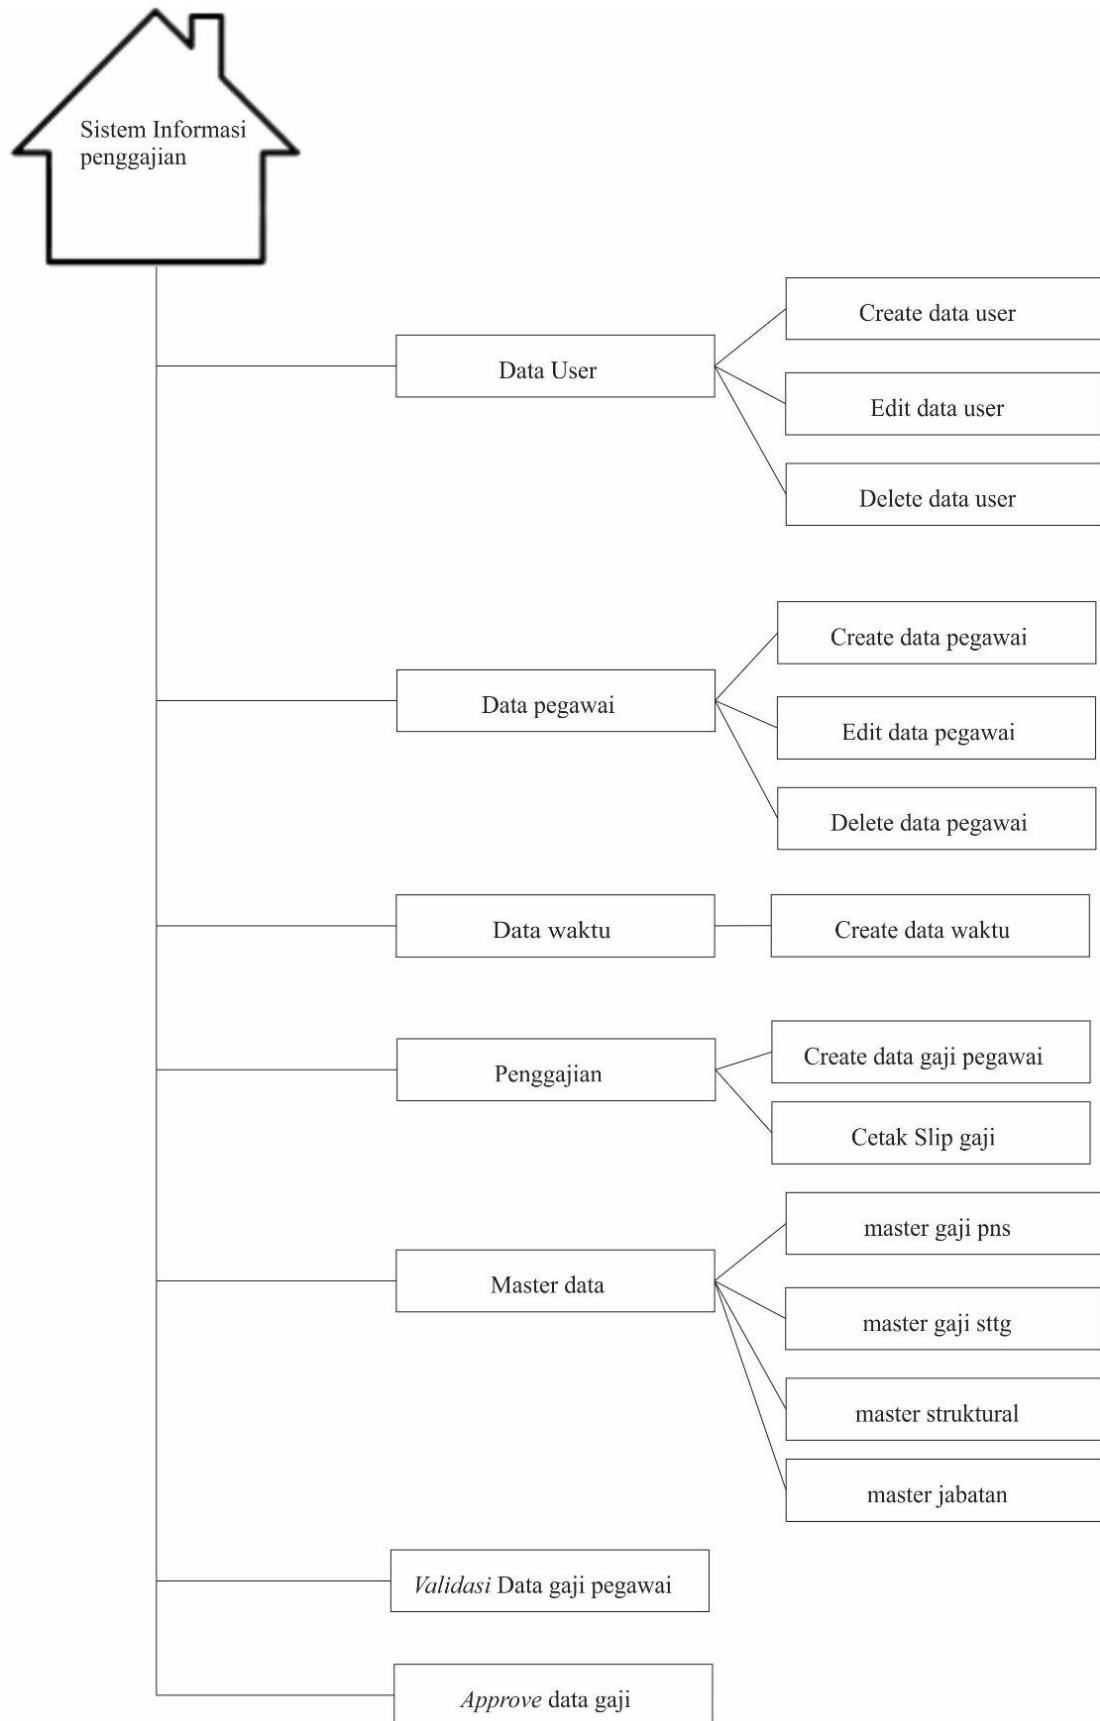 Sistem Informasi
penggajian
Data User
Create data user
Edit data user
Delete data user
Data pegawai
Create data pegawai
Edit data pegawai
Delete data pegawai
Data waktu
Create data waktu
Penggajian
Create data gaji pegawai
Cetak Slip gaji
Master data
master gaji pns
master gaji sttg
master struktural
master jabatan
Validasi Data gaji pegawai
Approve data gaji